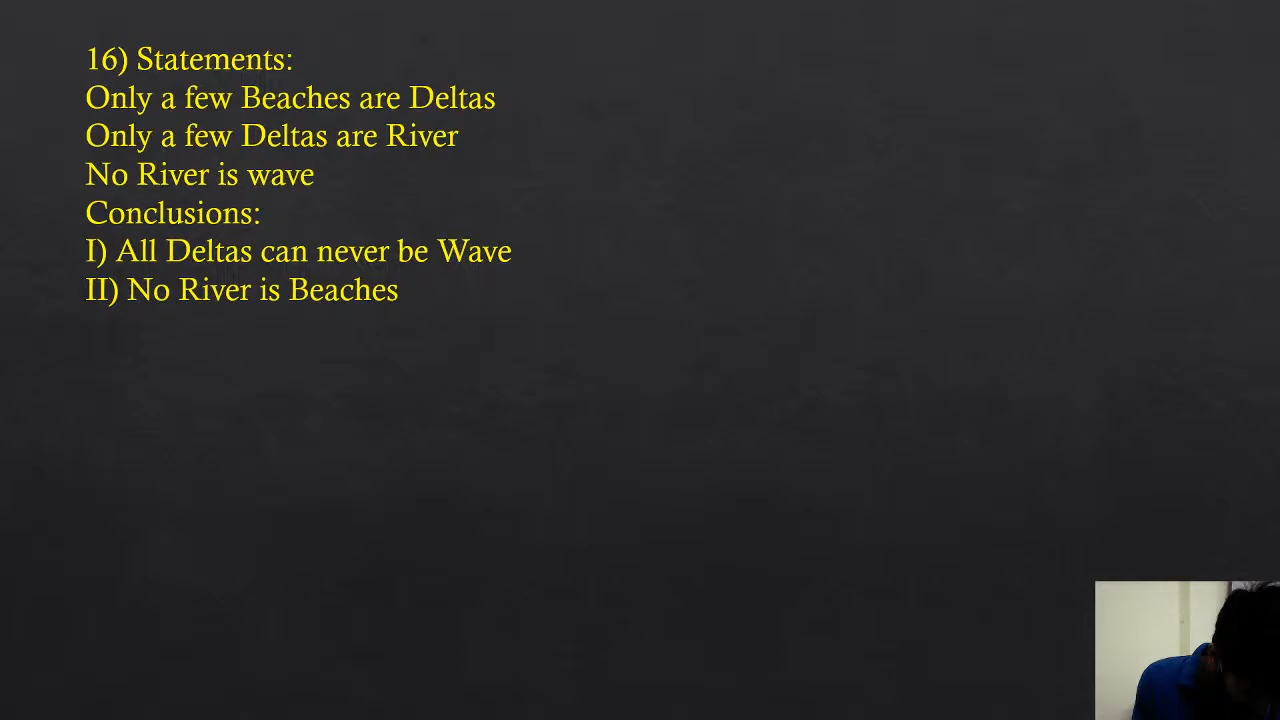 16) Statements:
Only a few Beaches are Deltas
Only a few Deltas are River
No River is wave
Conclusions:
I) All Deltas can never be Wave
II) No River is Beaches